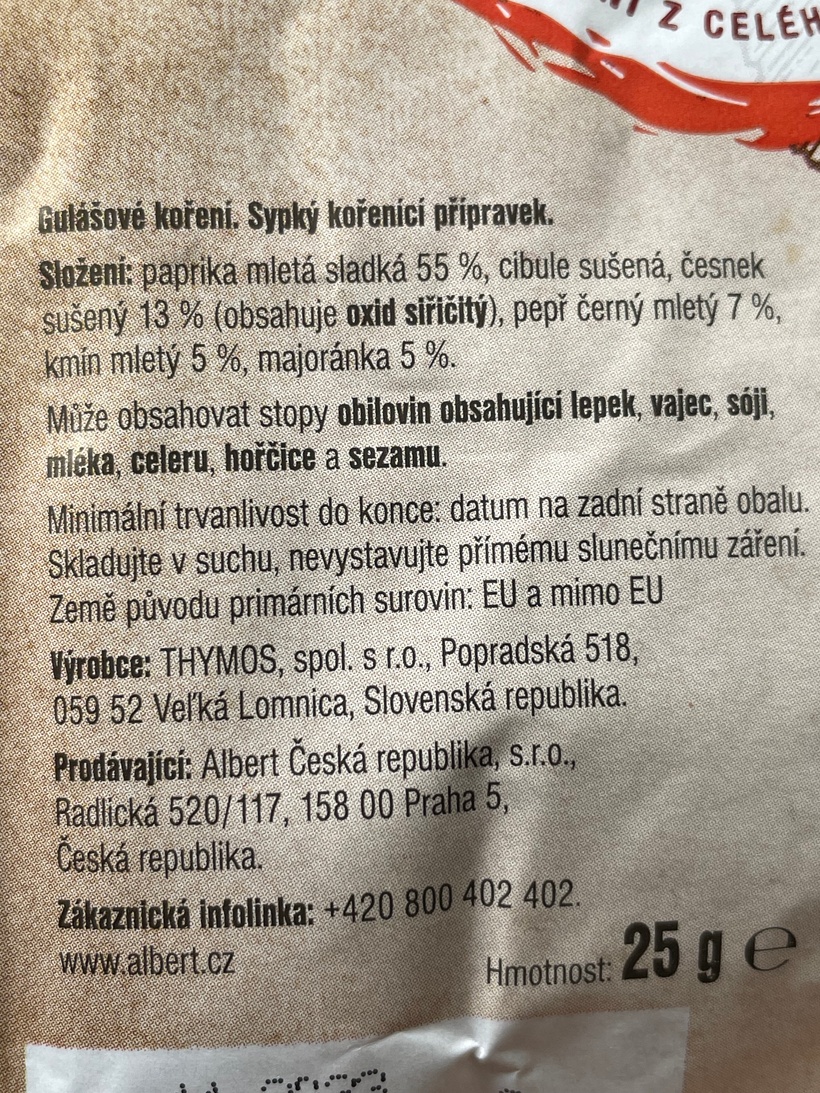 Z CELÉH
Gulášové koření. Sypký kořenící přípravek.
Složení: paprika mletá sladká 55 %, cibule sušená, česnek
sušený 13 % (obsahuje oxid siřičitý), pepř černý mletý 7 %,
kmín mletý 5 %, majoránka 5 %.
Může obsahovat stopy obilovin obsahující lepek, vajec, sóji,
mléka, celeru, hořčice a sezamu.
Minimální trvanlivost do konce: datum na zadní straně obalu.
Skladujte v suchu, nevystavujte přímému slunečnímu záření.
Země původu primárních surovin: EU a mimo EU
Výrobce: THYMOS, spol. s r.o., Popradská 518,
059 52 Veľká Lomnica, Slovenská republika.
Prodávající: Albert Česká republika, s.r.o.,
Radlická 520/117, 158 00 Praha 5,
Česká republika.
Zákaznická infolinka: +420 800 402 402.
www.albert.cz
Hmotnost: 25 g ℮